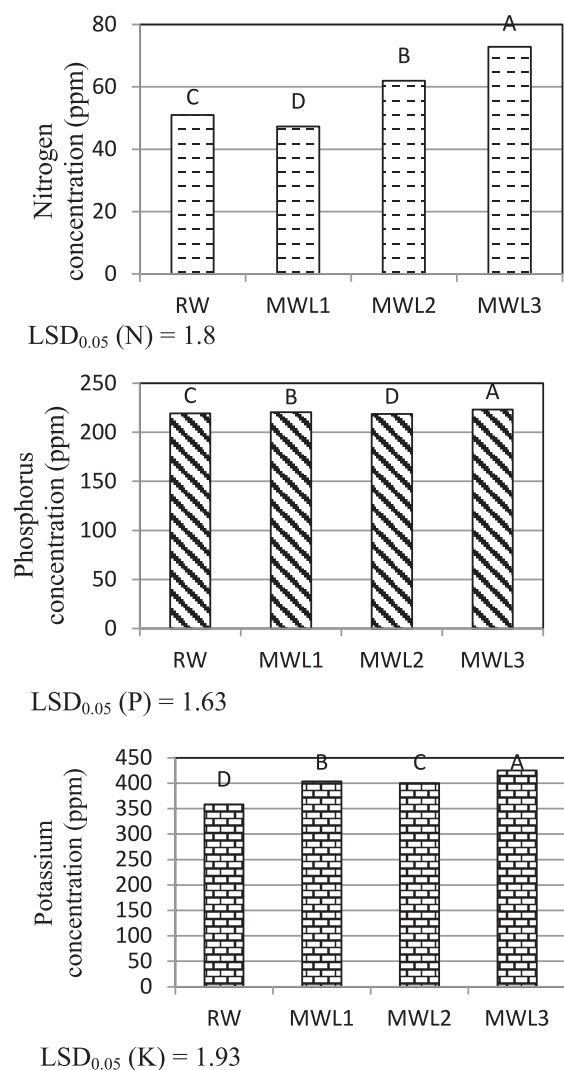 Nitrogen
concentration (ppm)
80
60
40
20
0
C
D
B
A
RW MWL1 MWL2 MWL3
LSD0.05 (N) = 1.8
Phosphorus
concentration (ppm)
250
200
150
100
50
0
C
B
D
A
RW MWL1 MWL2 MWL3
LSD0.05 (P) = 1.63
Potassium
concentration (ppm)
450
400
350
300
250
200
150
100
50
0
D
B
C
A
RW MWL1 MWL2 MWL3
LSD0.05 (K) = 1.93